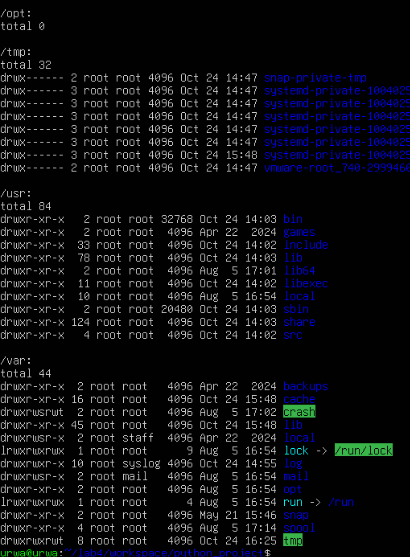 /opt:
total 0
/tmp:
total 32
drwx------ 2 root root 4096 Oct 24 14:47 snap-private-tmp
drwx------ 3 root root 4096 Oct 24 14:47 systemd-private-1004025
drwx------ 3 root root 4096 Oct 24 14:47 systemd-private-1004025
drwx------ 3 root root 4096 Oct 24 14:47 systemd-private-1004025
drwx------ 3 root root 4096 Oct 24 14:47 systemd-private-1004025
drwx------ 3 root root 4096 Oct 24 14:47 systemd-private-1004025
drwx------ 3 root root 4096 Oct 24 15:48 systemd-private-1004025
drwx------ 2 root root 4096 Oct 24 14:47
/usr:
total 84
drwxr-xr-x 2 root root 32768 Oct 24 14:03 bin
drwxr-xr-x 2 root root 4096 Apr 22 2024 games
drwxr-xr-x 33 root root 4096 Oct 24 14:02 include
drwxr-xr-x 78 root root 4096 Oct 24 14:03 lib
drwxr-xr-x 2 root root 4096 Aug 5 17:01 lib64
drwxr-xr-x 11 root root 4096 Oct 24 14:02 libexec
drwxr-xr-x 10 root root 4096 Aug 5 16:54 local
drwxr-xr-x 2 root root 20480 Oct 24 14:03 sbin
drwxr-xr-x 124 root root 4096 Oct 24 14:03 share
drwxr-xr-x 4 root root 4096 Oct 24 14:02 src
/var:
total 44
drwxr-xr-x 2 root root 4096 Apr 22 2024 backups
drwxr-xr-x 16 root root 4096 Oct 24 15:48 cache
drwxrwsrwt 2 root root 4096 Aug 5 17:02 crash
drwxr-xr-x 45 root root 4096 Oct 24 15:48 lib
drwxrwsr-x 2 root staff 4096 Apr 22 2024 local
lrwxrwxrwx 1 root root 9 Aug 5 16:54 lock -> /run/lock
drwxrwxr-x 10 root syslog 4096 Oct 24 14:55 log
drwxrwsr-x 2 root mail 4096 Aug 5 16:54 mail
drwxr-xr-x 2 root root 4096 Aug 5 16:54 opt
lrwxrwxrwx 1 root root 4 Aug 5 16:54 run -> /run
drwxr-xr-x 2 root root 4096 May 21 15:46 snap
drwxr-xr-x 4 root root 4096 Aug 5 17:14 spool
drwxrwxrwt 8 root root 4096 Oct 24 16:25 tmp
urwa@urwa:~/lab4/workspace/python_project$